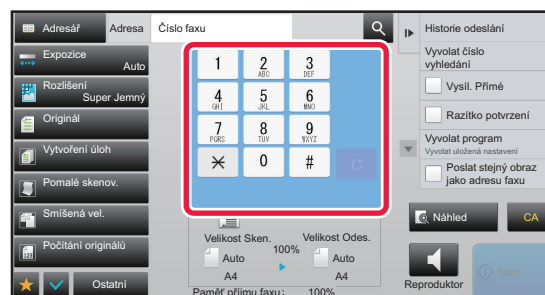 Adresář
Adresa
Číslo faxu
Expozice
Auto
Rozlišení
Super Jemný
Originál
Vytvoření úloh
Pomalé skenov.
Smíšená vel.
Počítání originálů
Ostatní
1
2
ABC
3
DEF
4
GHI
5
JKL
6
MNO
7
PQRS
8
TUV
9
WXYZ
0
#
C
Velikost Sken.
100%
Velikost Odes.
Auto
A4
Auto
A4
Paměť příjmu faxu:
100%
Historie odeslání
Vyvolat číslo
vyhledání
Vysíl. Přímé
Razítko potvrzení
Vyvolat program
Vyvolat uložená nastavení
Poslat stejný obraz
jako adresu faxu
Náhled
CA
Reproduktor
Start